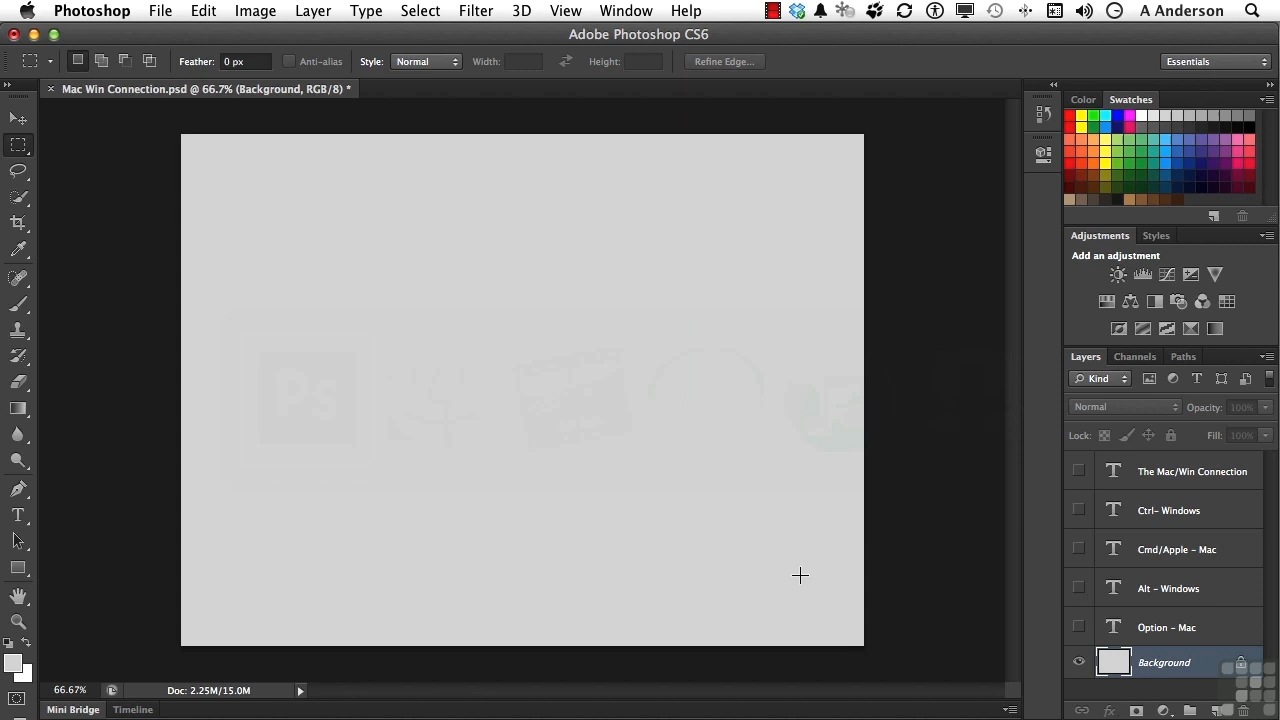 Photoshop File Edit Image Layer Type Select Filter 3D View Window Help A Anderson
Adobe Photoshop CS6
Feather: 0 px Anti-alias Style: Normal Width: Height: Refine Edge... Essentials
Mac Win Connection.psd @ 66.7% (Background, RGB/8) *
Color Swatches
Adjustments Styles
Add an adjustment
Layers Channels Paths
Kind
Normal Opacity: 100%
Lock: Fill: 100%
The Mac/Win Connection
Ctrl- Windows
Cmd/Apple - Mac
Alt - Windows
Option - Mac
Background
Ps
66.67% Doc: 2.25M/15.0M
Mini Bridge Timeline